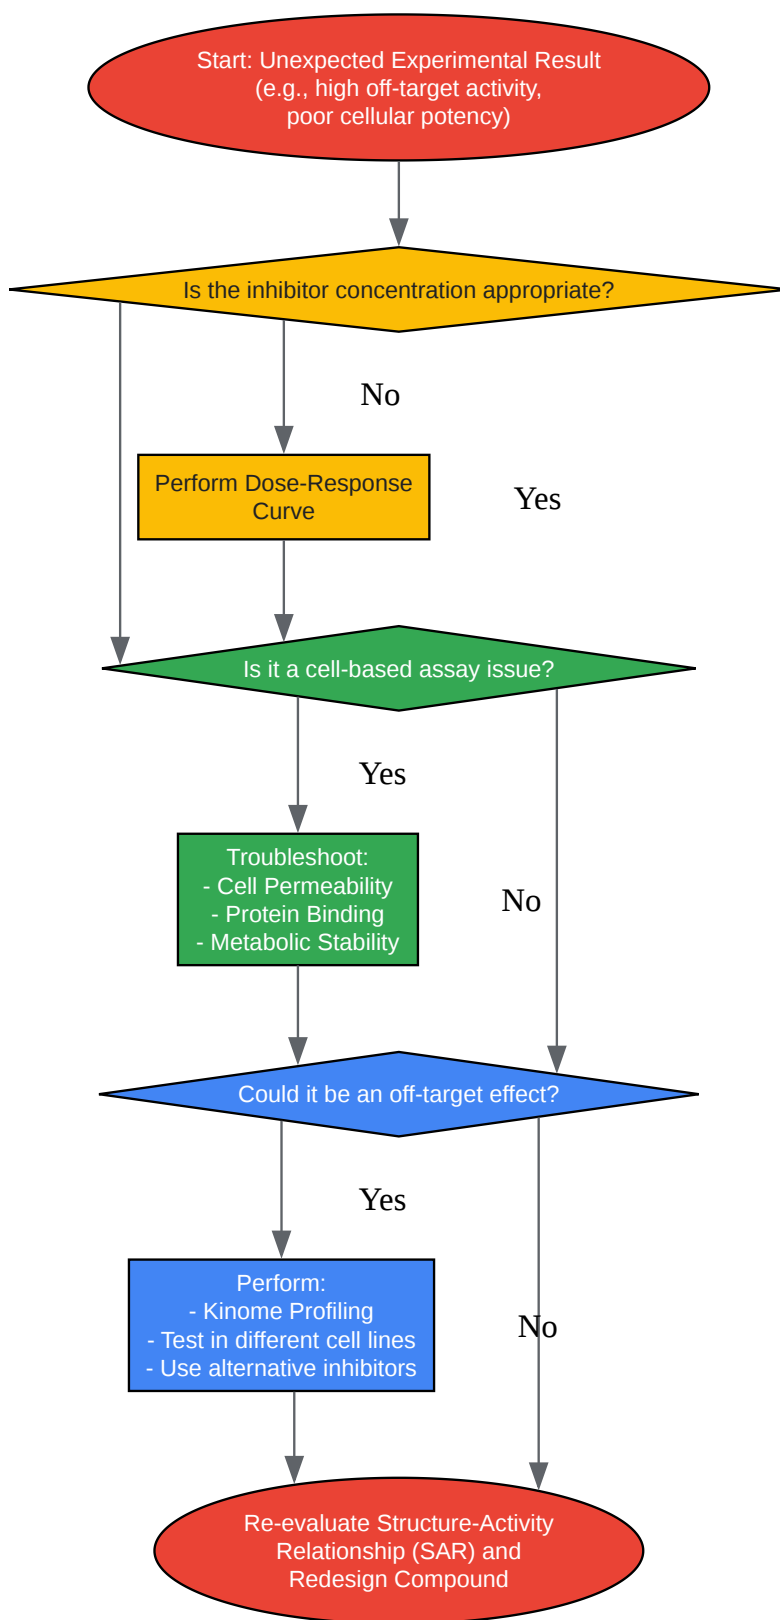 Start: Unexpected Experimental Result
(e.g., high off-target activity,
poor cellular potency)
Is the inhibitor concentration appropriate?
No
Perform Dose-Response
Curve
Yes
Is it a cell-based assay issue?
Yes
Troubleshoot:
- Cell Permeability
- Protein Binding
- Metabolic Stability
No
Could it be an off-target effect?
Yes
Perform:
- Kinome Profiling
- Test in different cell lines
- Use alternative inhibitors
No
Re-evaluate Structure-Activity
Relationship (SAR) and
Redesign Compound